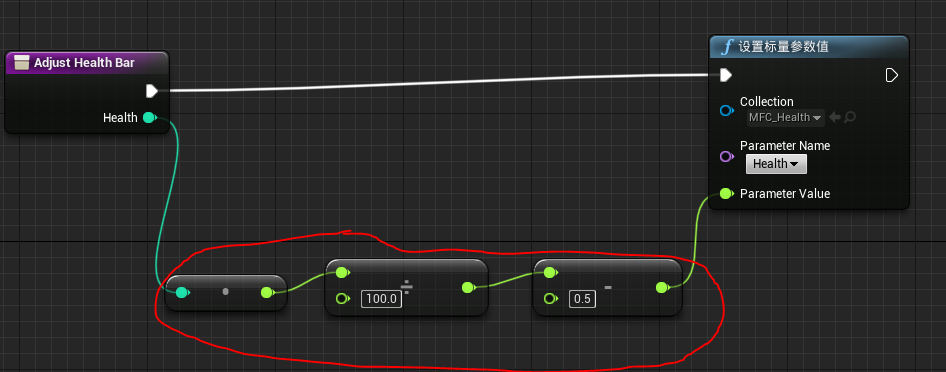 Adjust Health Bar
Health
设置标量参数值
Collection
MFC_Health
Parameter Name
Health
Parameter Value
100.0
÷
0.5
-